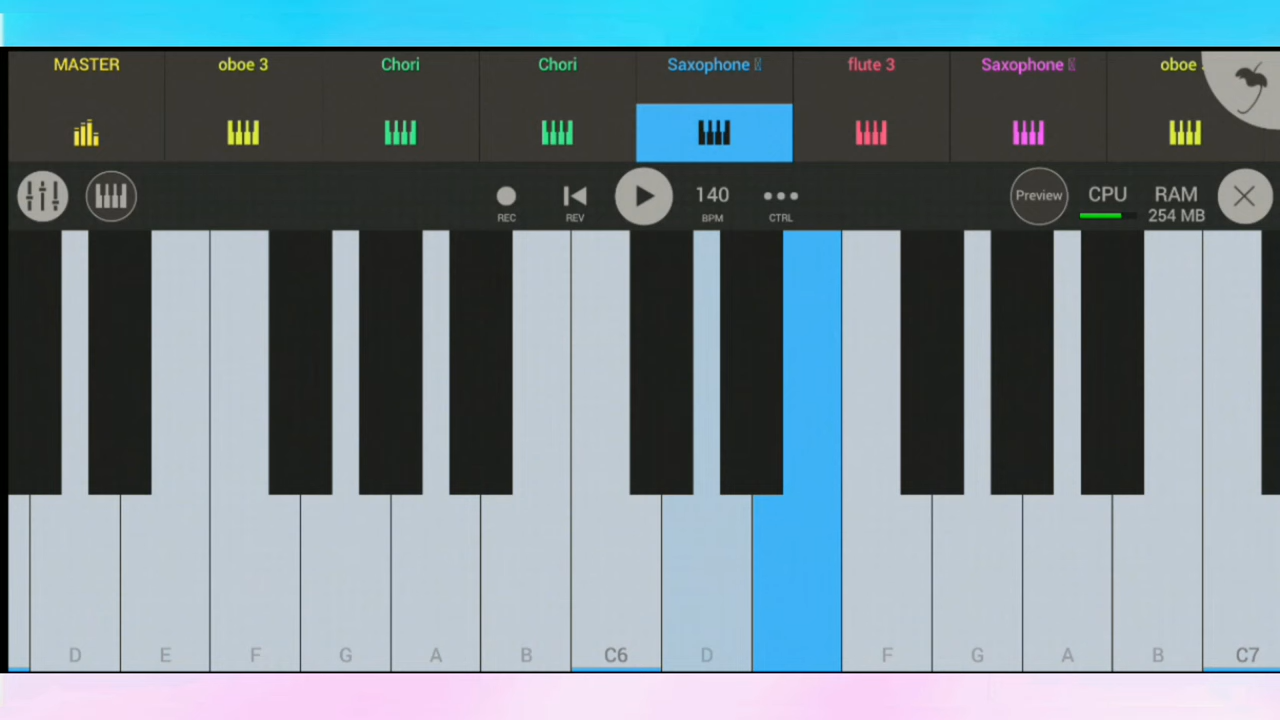 MASTER oboe 3 Chori Chori Saxophone flute 3 Saxophone oboe
REC REV 140 BPM CTRL Preview CPU RAM 254 MB
D E F G A B C6 D F G A B C7